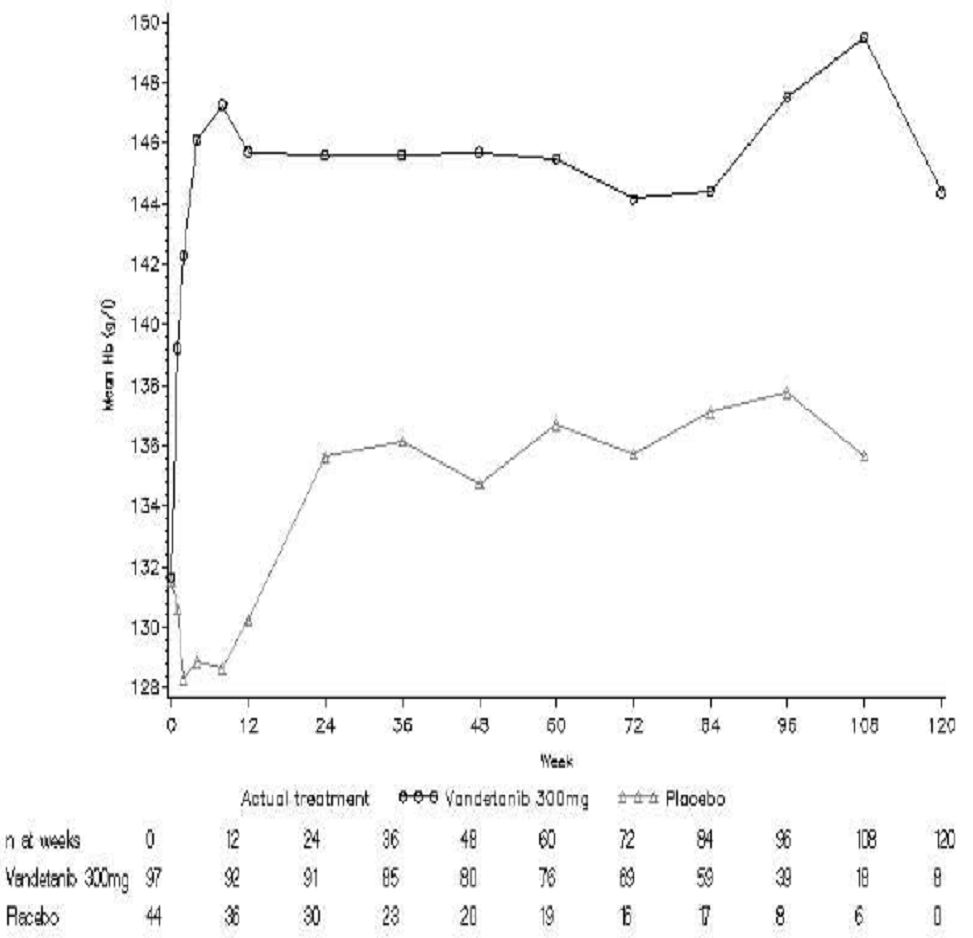 150
148
146
144
142
140
138
136
134
132
130
128
Mean Hb (g/l)
0 12 24 36 48 60 72 84 96 108 120
Week
Actual treatment Vandetanib 300mg Placebo
n at weeks 0 12 24 36 48 60 72 84 96 108 120
Vandetanib 300mg 97 92 91 85 80 76 69 59 39 18 8
Placebo 44 36 30 23 20 19 16 17 8 6 0